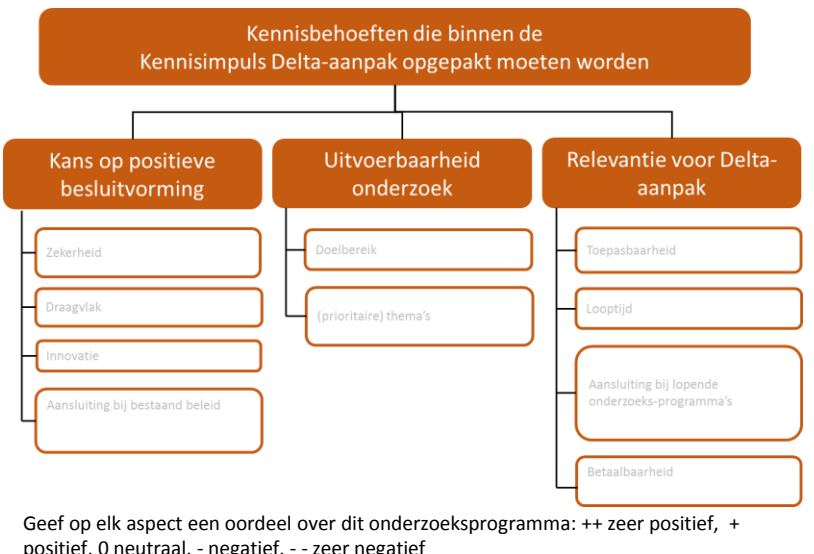 Kennisbehoeften die binnen de
Kennisimpuls Delta-aanpak opgepakt moeten worden
Kans op positieve
besluitvorming
Zekerheid
Draagvlak
Innovatie
Aansluiting bij bestaand beleid
Uitvoerbaarheid
onderzoek
Doelbereik
(prioritaire) thema's
Relevantie voor Delta-
aanpak
Toepasbaarheid
Looptijd
Aansluiting bij lopende
onderzoeks-programma's
Betaalbaarheid
Geef op elk aspect een oordeel over dit onderzoeksprogramma: ++ zeer positief, +
positief, 0 neutraal, - negatief, - - zeer negatief